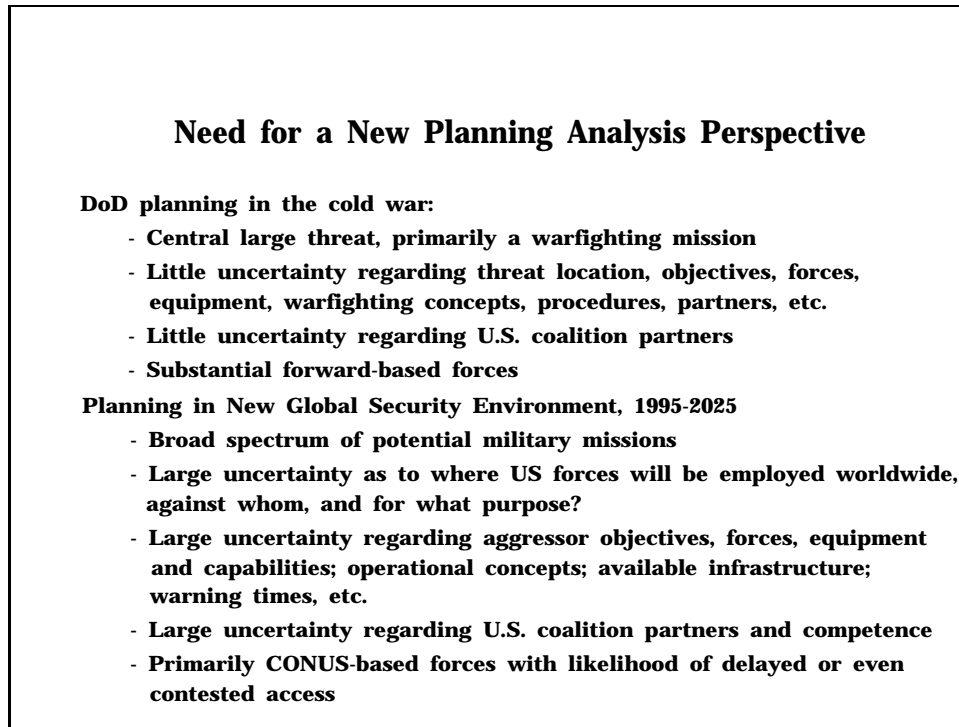 Need for a New Planning Analysis Perspective
DoD planning in the cold war:
- Central large threat, primarily a warfighting mission
- Little uncertainty regarding threat location, objectives, forces,
equipment, warfighting concepts, procedures, partners, etc.
- Little uncertainty regarding U.S. coalition partners
- Substantial forward-based forces
Planning in New Global Security Environment, 1995-2025
- Broad spectrum of potential military missions
- Large uncertainty as to where US forces will be employed worldwide,
against whom, and for what purpose?
- Large uncertainty regarding aggressor objectives, forces, equipment
and capabilities; operational concepts; available infrastructure;
warning times, etc.
- Large uncertainty regarding U.S. coalition partners and competence
- Primarily CONUS-based forces with likelihood of delayed or even
contested access